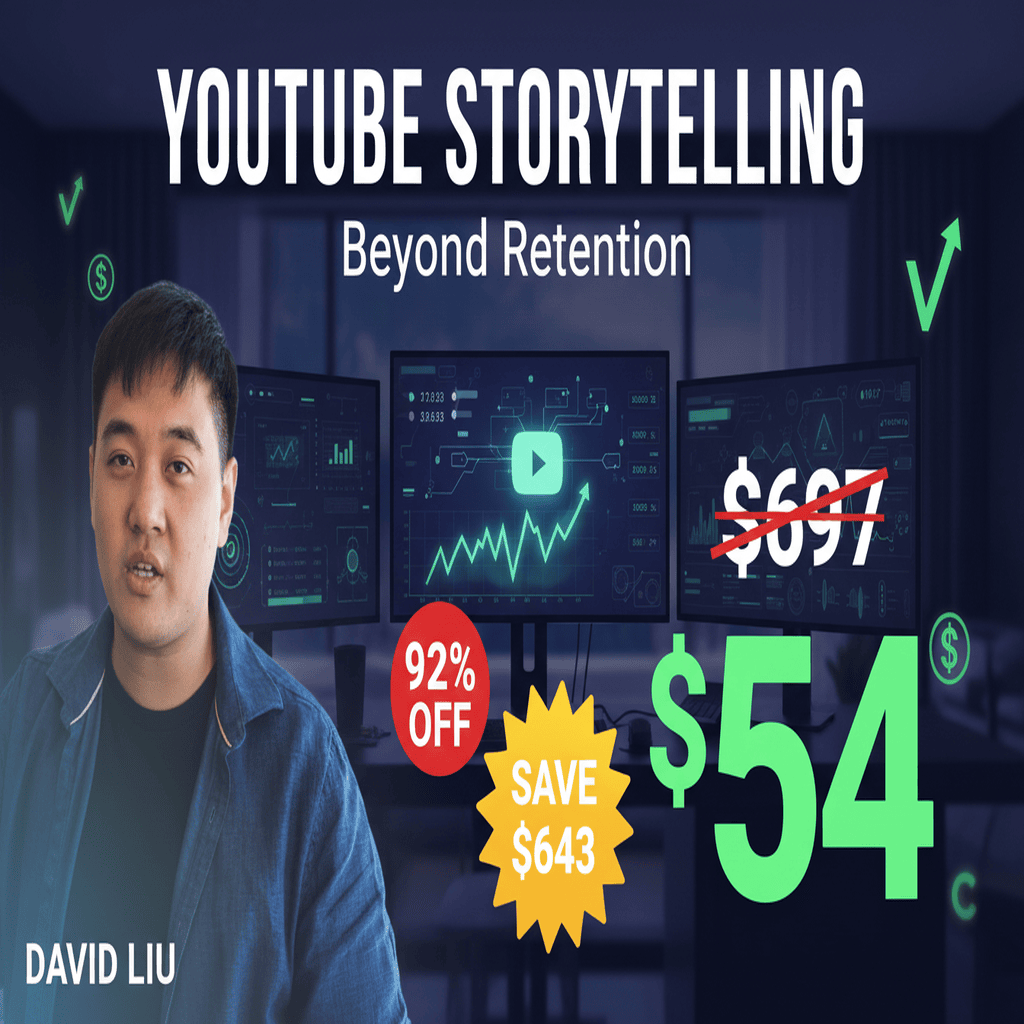 YOUTUBE STORYTELLING
Beyond Retention
$697
92%
OFF
SAVE
$643
$54
DAVID LIU